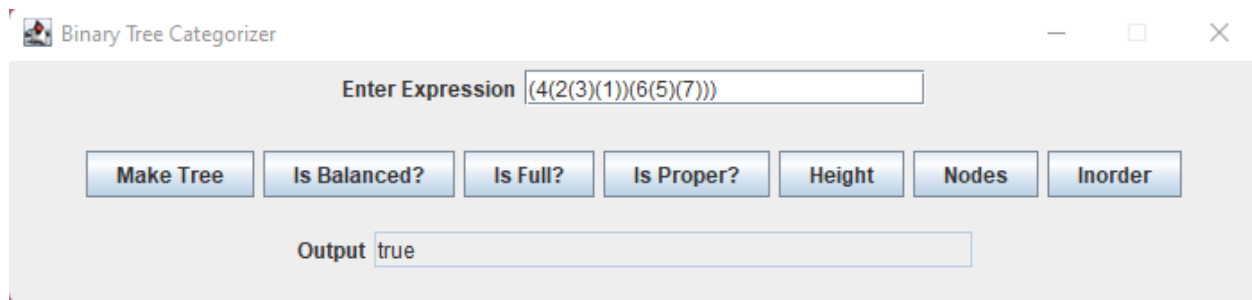 Binary Tree Categorizer
Enter Expression (4(2(3)(1))(6(5)(7)))
Make Tree Is Balanced? Is Full? Is Proper? Height Nodes Inorder
Output true